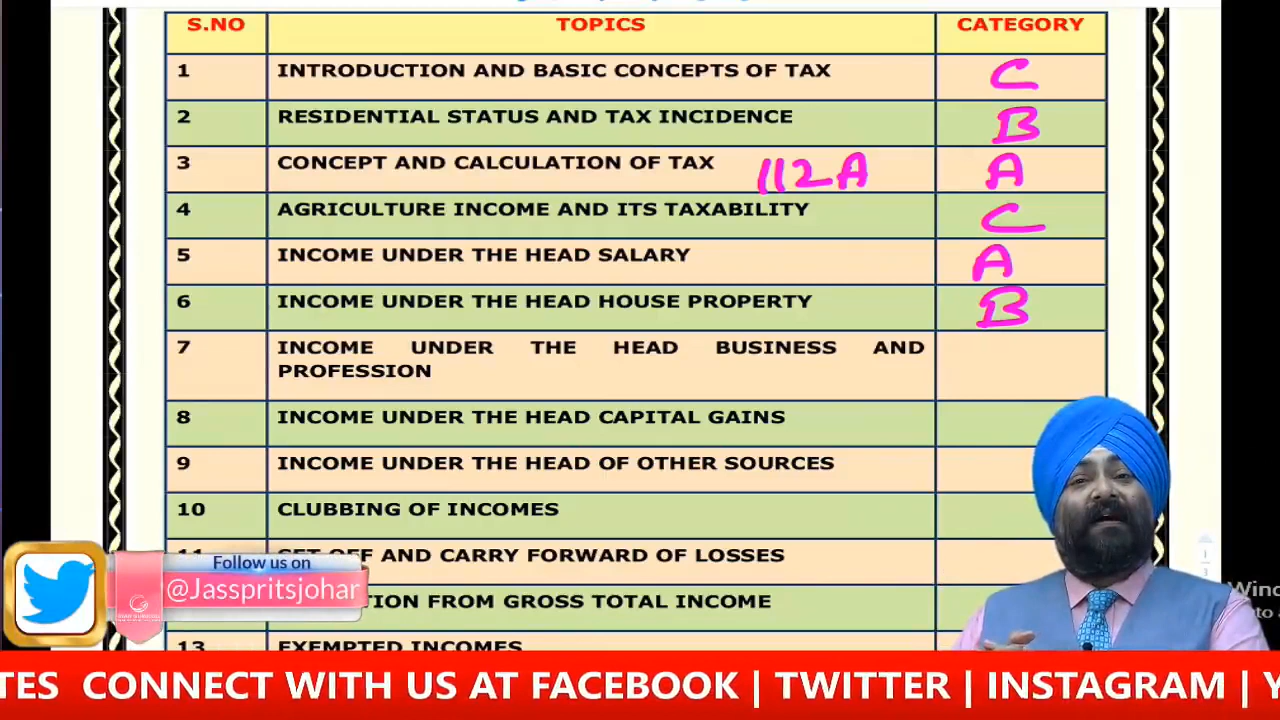 S.NO TOPICS CATEGORY
1 INTRODUCTION AND BASIC CONCEPTS OF TAX C
2 RESIDENTIAL STATUS AND TAX INCIDENCE B
3 CONCEPT AND CALCULATION OF TAX 112A A
4 AGRICULTURE INCOME AND ITS TAXABILITY C
5 INCOME UNDER THE HEAD SALARY A
6 INCOME UNDER THE HEAD HOUSE PROPERTY B
7 INCOME UNDER THE HEAD BUSINESS AND
PROFESSION
8 INCOME UNDER THE HEAD CAPITAL GAINS
9 INCOME UNDER THE HEAD OF OTHER SOURCES
10 CLUBBING OF INCOMES
11 SET OFF AND CARRY FORWARD OF LOSSES
FROM GROSS TOTAL INCOME
13 EXEMPTED INCOMES
Follow us on
@Jasspritsjohar
TES CONNECT WITH US AT FACEBOOK | TWITTER | INSTAGRAM | Y